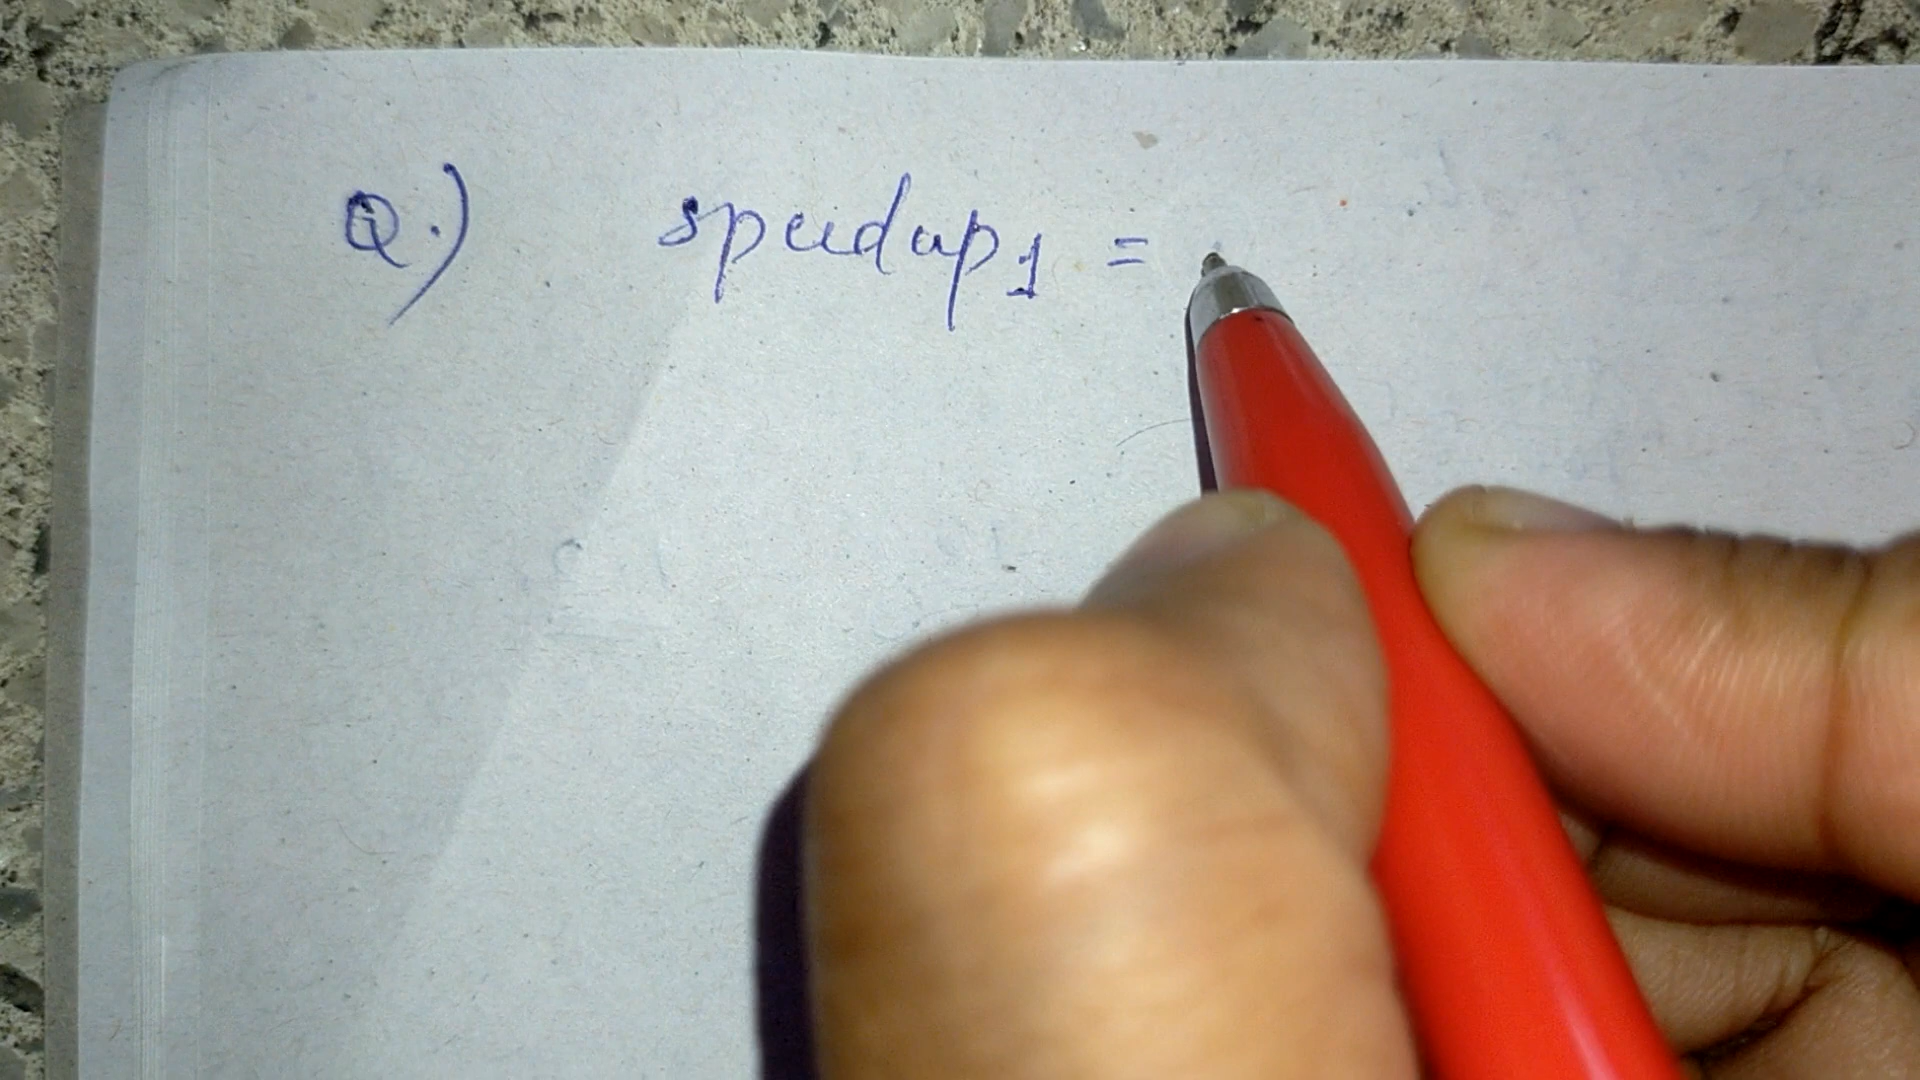 Q.) speedup1 =